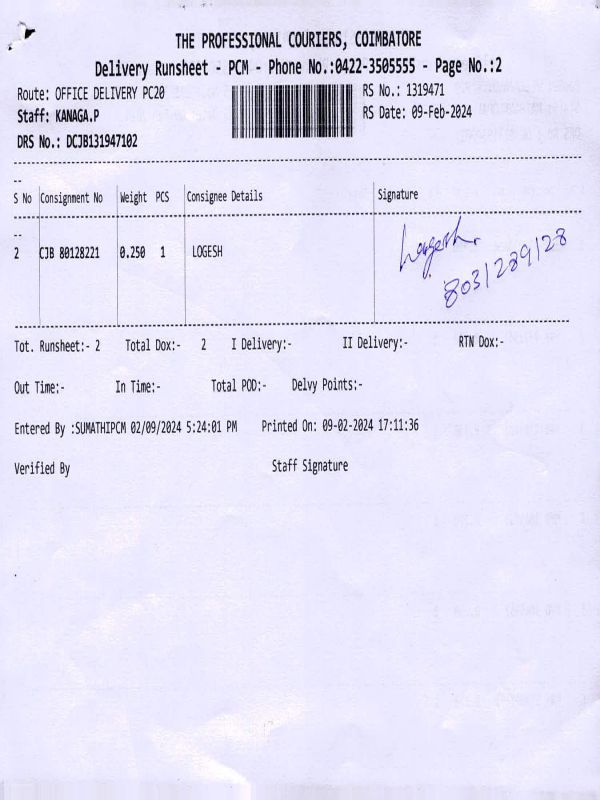 THE PROFESSIONAL COURIERS, COIMBATORE
Delivery Runsheet - PCM - Phone No.:0422-3505555 - Page No.:2
Route: OFFICE DELIVERY PC20 RS No.: 1319471
Staff: KANAGA.P RS Date: 09-Feb-2024
DRS No.: DCJB131947102
--
S No Consignment No Weight PCS Consignee Details Signature
--
2 CJB 80128221 0.250 1 LOGESH Logesh.
8031289128
Tot. Runsheet:- 2 Total Dox:- 2 I Delivery:- II Delivery:- RTN Dox:-
Out Time:- In Time:- Total POD:- Delvy Points:-
Entered By :SUMATHIPCM 02/09/2024 5:24:01 PM Printed On: 09-02-2024 17:11:36
Verified By Staff Signature